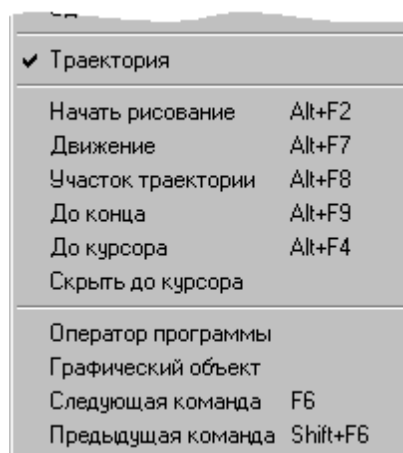 Траектория
Начать рисование Alt+F2
Движение Alt+F7
Участок траектории Alt+F8
До конца Alt+F9
До курсора Alt+F4
Скрыть до курсора
Оператор программы
Графический объект
Следующая команда F6
Предыдущая команда Shift+F6